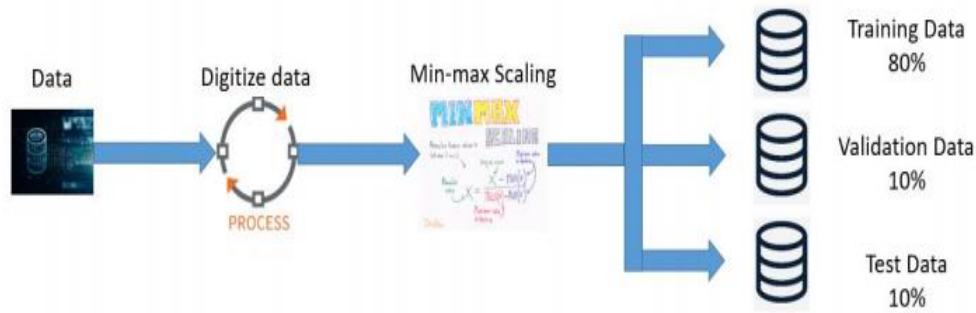 Data
Digitize data
PROCESS
Min-max Scaling
MINMAX
SCALING
Training Data
80%
Validation Data
10%
Test Data
10%